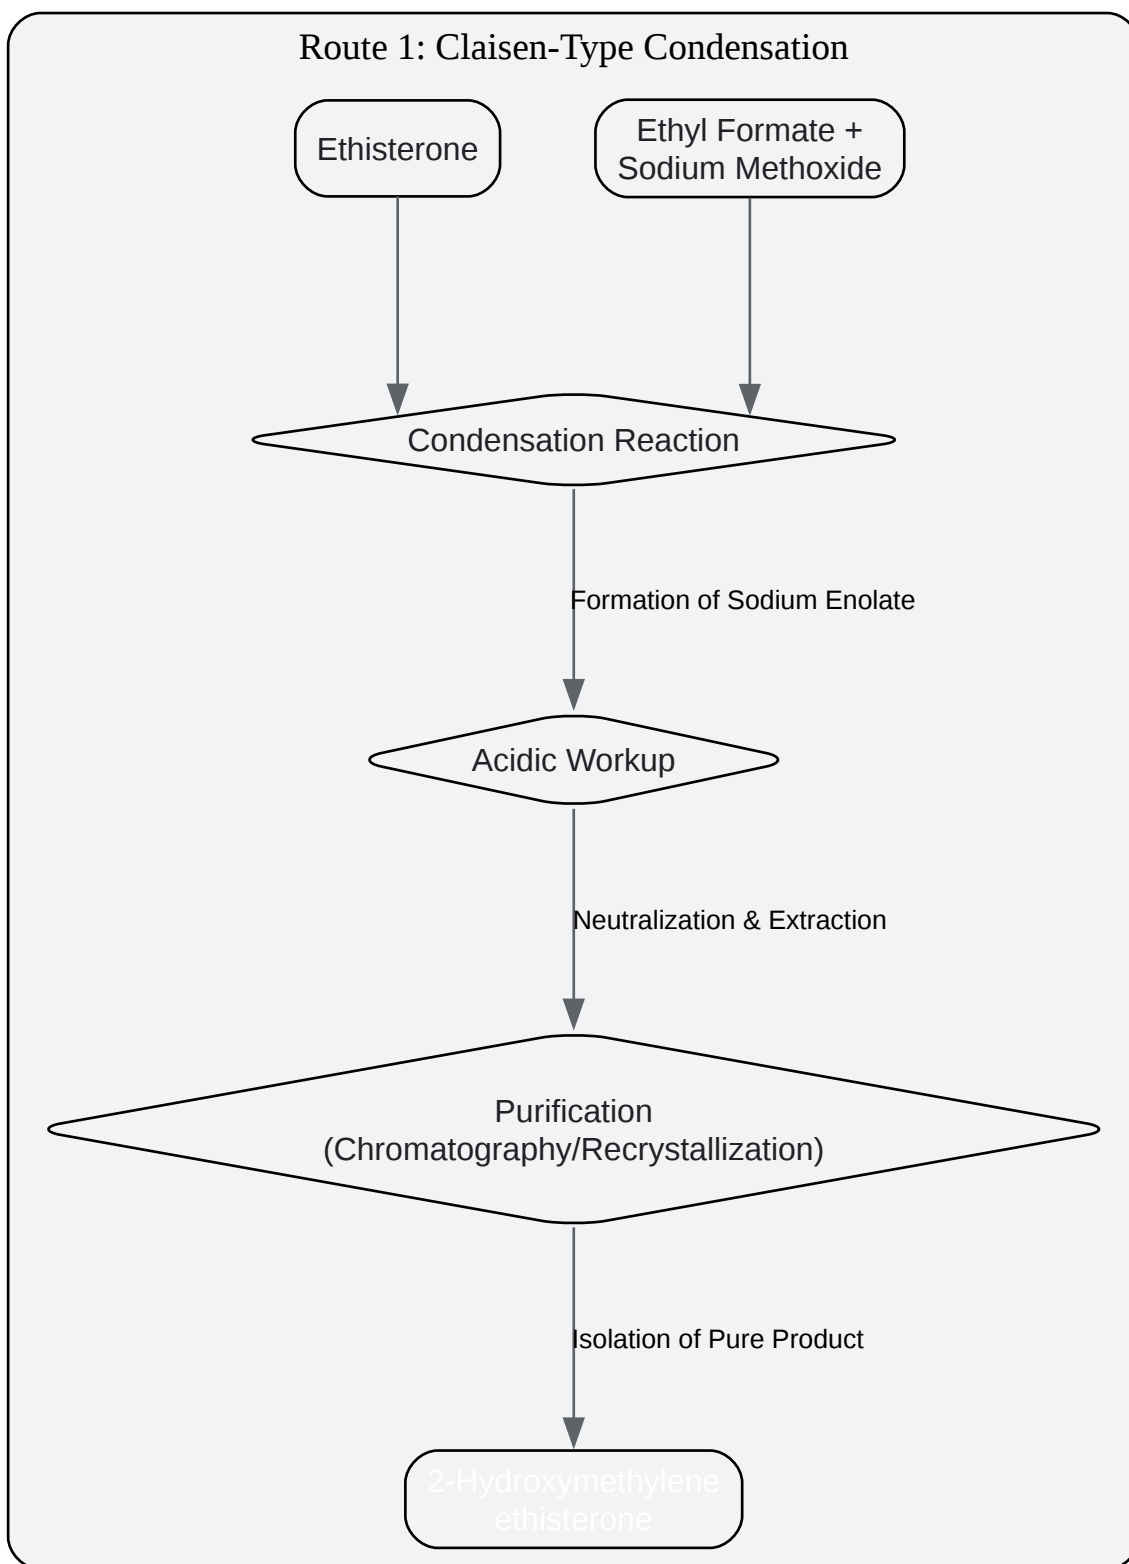 Route 1: Claisen-Type Condensation
Ethisterone
Ethyl Formate +
Sodium Methoxide
Condensation Reaction
Formation of Sodium Enolate
Acidic Workup
Neutralization & Extraction
Purification
(Chromatography/Recrystallization)
Isolation of Pure Product
2-Hydroxymethylene
ethisterone